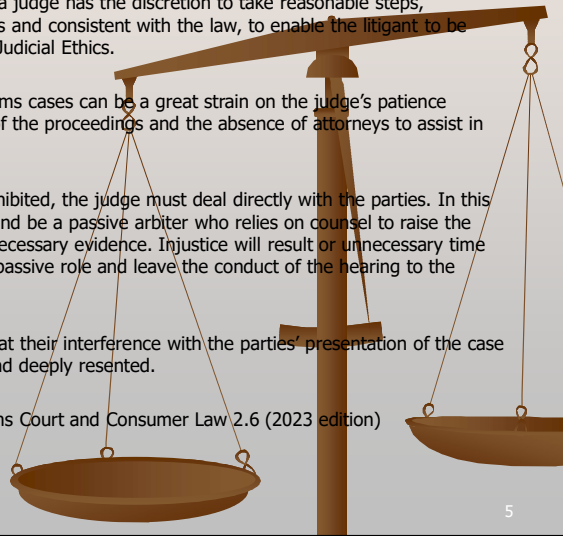 a judge has the discretion to take reasonable steps,
s and consistent with the law, to enable the litigant to be
Judicial Ethics.
ms cases can be a great strain on the judge's patience
f the proceedings and the absence of attorneys to assist in
hibited, the judge must deal directly with the parties. In this
nd be a passive arbiter who relies on counsel to raise the
ecessary evidence. Injustice will result or unnecessary time
passive role and leave the conduct of the hearing to the
at their interference with the parties' presentation of the case
nd deeply resented.
ns Court and Consumer Law 2.6 (2023 edition)
5